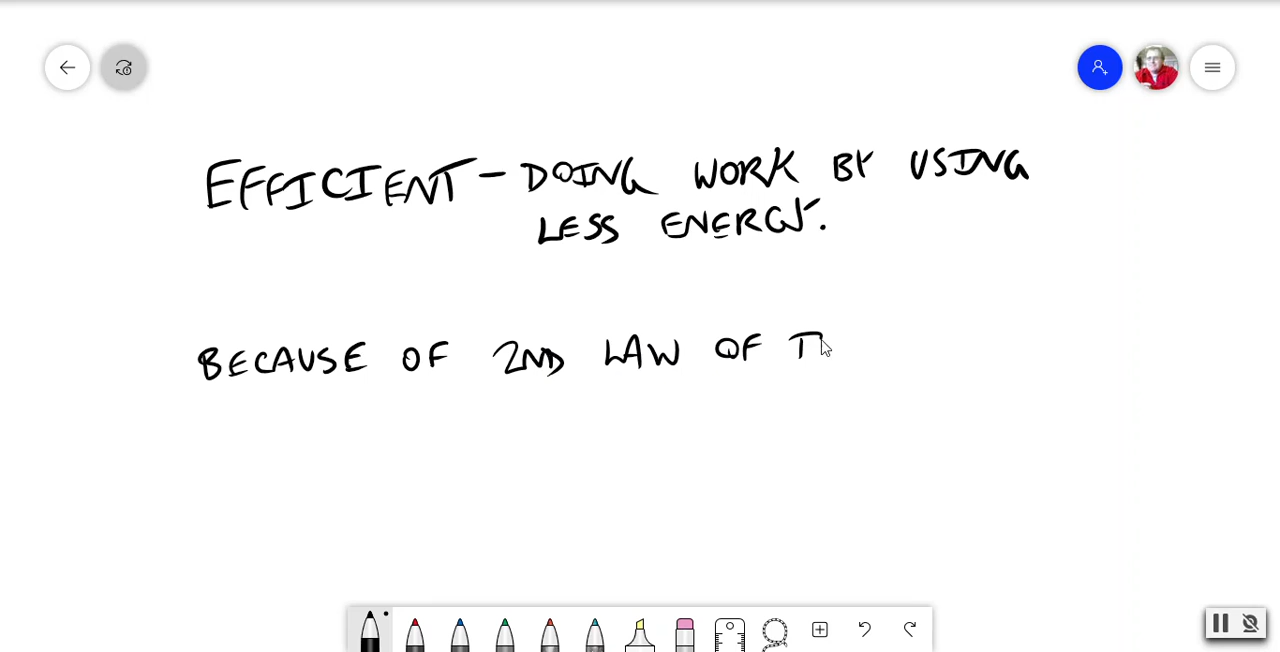 EFFICIENT - DOING WORK BY USING
LESS ENERGY.
BECAUSE OF 2ND LAW OF T